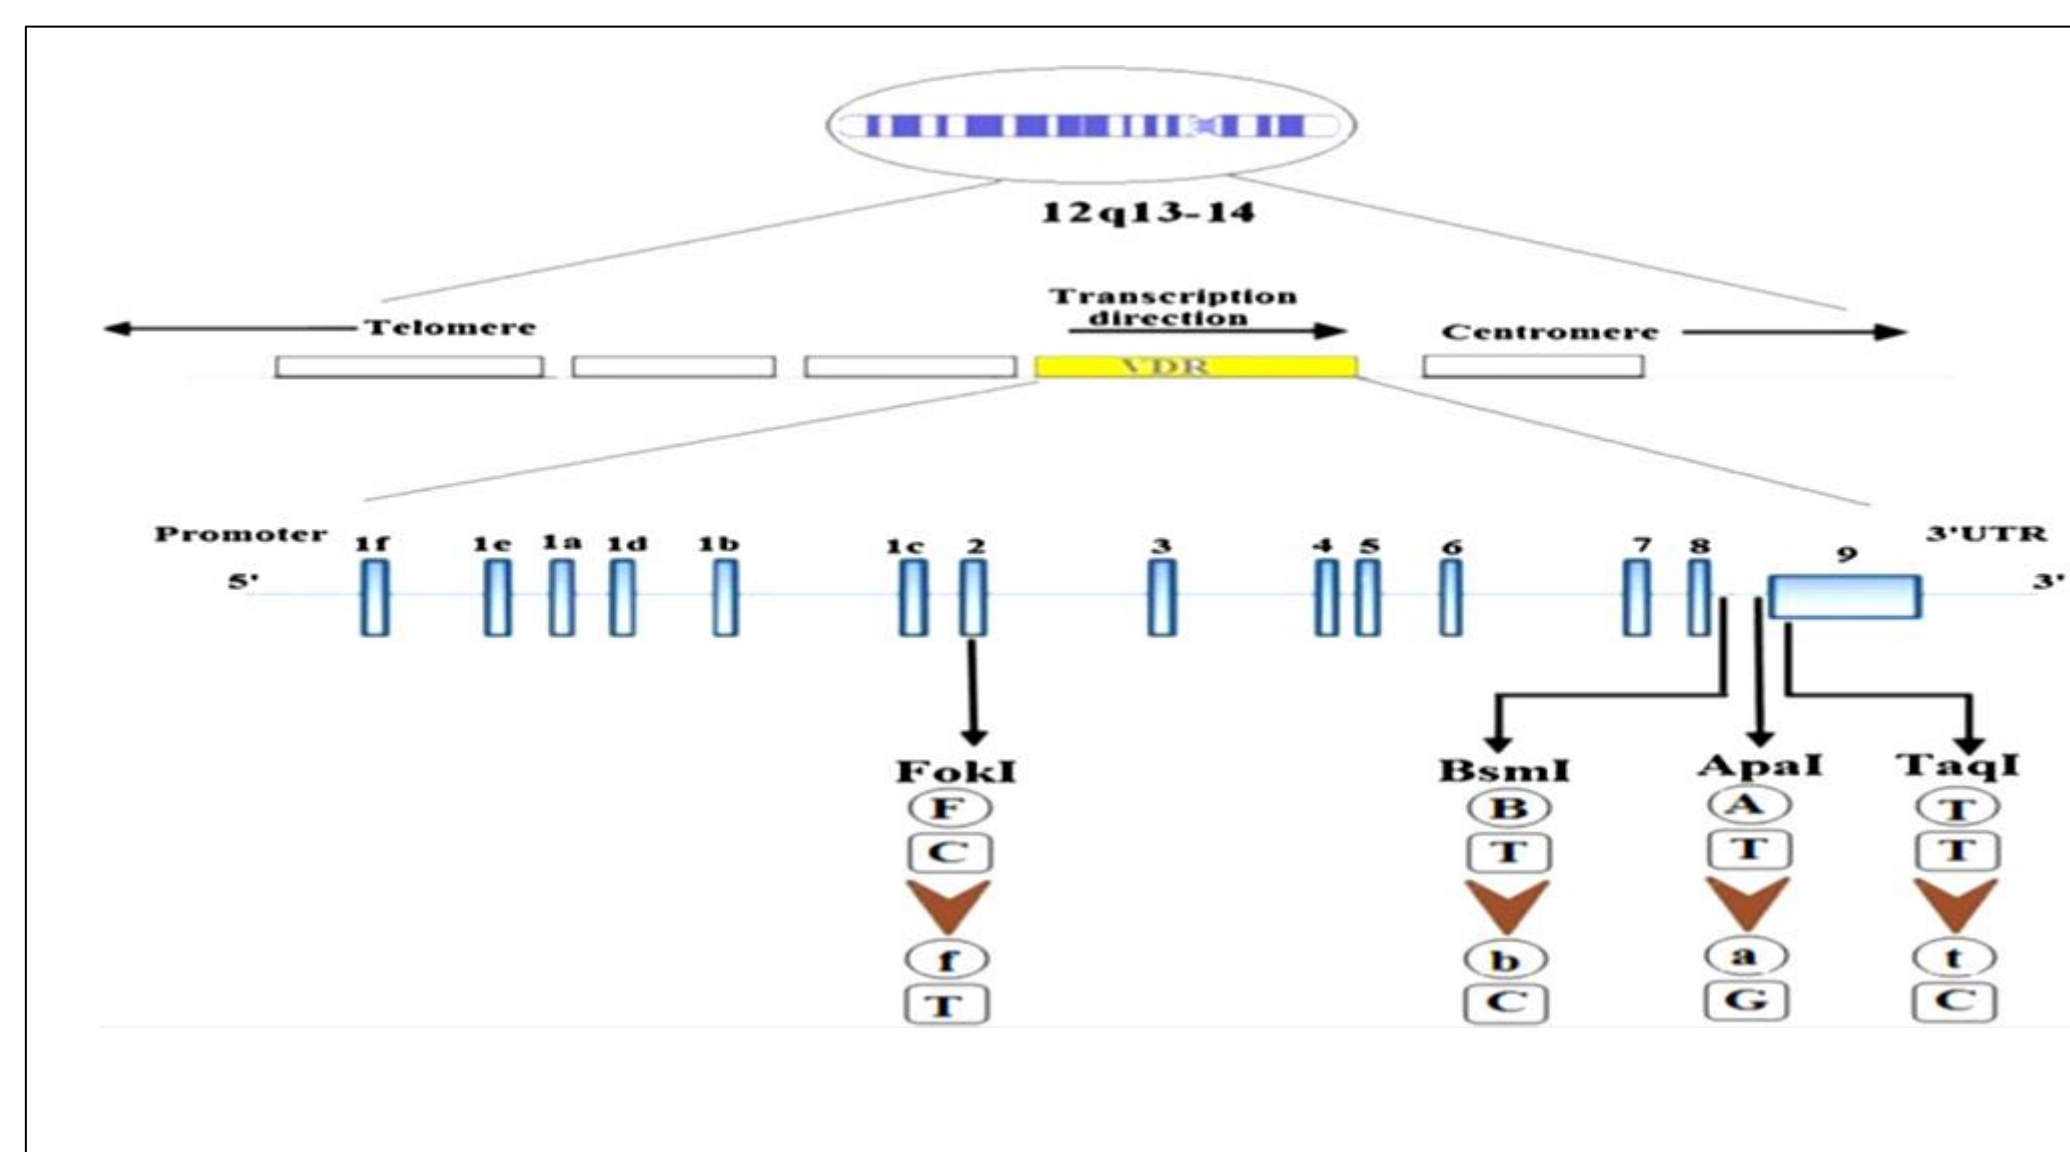 12q13-14
Transcription
direction
Telomere
Centromere
VDR
Promoter 1f 1e 1a 1d 1b 1c 2 3 4 5 6 7 8 9 3'UTR
5' 3'
FokI BsmI ApaI TaqI
F B A T
C T T T
f b a t
T C G C